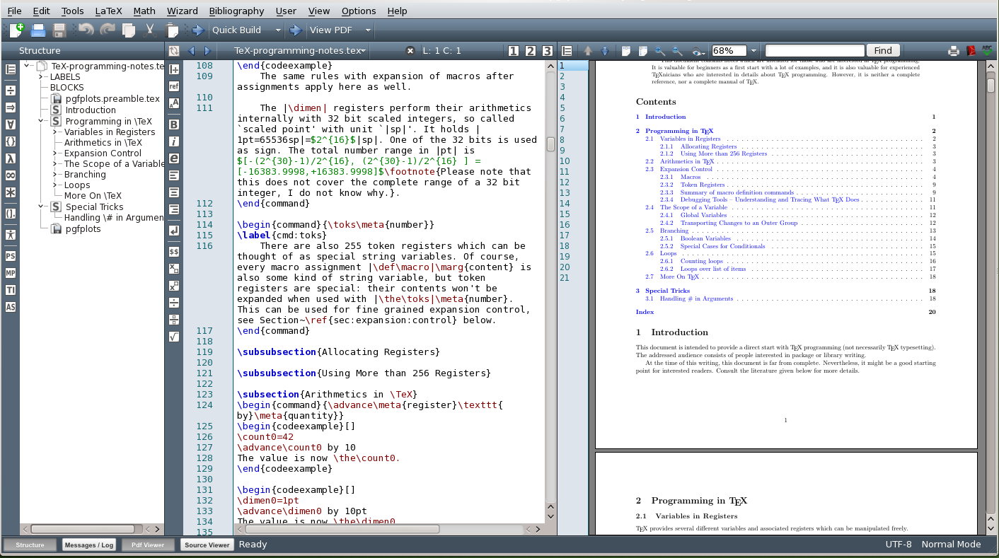 File Edit Tools LaTeX Math Wizard Bibliography User View Options Help
Quick Build View PDF
Structure
TeX-programming-notes.tex
L: 1 C: 1
1 2 3
68%
Find
TeX-programming-notes.te
LABELS
BLOCKS
pgfplots.preamble.tex
Introduction
Programming in \TeX
Variables in Registers
Arithmetics in \TeX
Expansion Control
The Scope of a Variable
Branching
Loops
More On \TeX
Special Tricks
Handling \# in Argumen
pgfplots
ref
PS
MP
TI
AS
108 \end{codeexample}
109 The same rules with expansion of macros after
assignments apply here as well.
110
111 The |\dimen| registers perform their arithmetics
internally with 32 bit scaled integers, so called
`scaled point' with unit `|sp|'. It holds |
1pt=65536sp|=$2^{16}$|sp|. One of the 32 bits is used
as sign. The total number range in |pt| is
$[-(2^{30}-1)/2^{16}, (2^{30}-1)/2^{16} ] =
[-16383.9998,+16383.9998]$\footnote{Please note that
this does not cover the complete range of a 32 bit
integer, I do not know why.}.
112 \end{command}
113
114 \begin{command}{\toks\meta{number}}
115 \label{cmd:toks}
116 There are also 255 token registers which can be
thought of as special string variables. Of course,
every macro assignment |\def\macro|\marg{content} is
also some kind of string variable, but token
registers are special: their contents won't be
expanded when used with |\the\toks|\meta{number}.
This can be used for fine grained expansion control,
see Section~\ref{sec:expansion:control} below.
117 \end{command}
118
119 \subsubsection{Allocating Registers}
120
121 \subsubsection{Using More than 256 Registers}
122
123 \subsection{Arithmetics in \TeX}
124 \begin{command}{\advance\meta{register}\texttt{
by}\meta{quantity}}
125 \begin{codeexample}[]
126 \count0=42
127 \advance\count0 by 10
128 The value is now \the\count0.
129 \end{codeexample}
130
131 \begin{codeexample}[]
132 \dimen0=1pt
133 \advance\dimen0 by 10pt
134 The value is now \the\dimen0
135
1
2
3
4
5
6
7
8
9
10
11
12
13
14
15
16
17
18
19
20
21
This document contains notes which are intended for those who are interested in TeX programming.
It is valuable for beginners as a first start with a lot of examples, and it is also valuable for experienced
TeXnicians who are interested in details about TeX programming. However, it is neither a complete
reference, nor a complete manual of TeX.
Contents
1 Introduction 1
2 Programming in TeX 2
2.1 Variables in Registers 2
2.1.1 Allocating Registers 3
2.1.2 Using More than 256 Registers 3
2.2 Arithmetics in TeX 3
2.3 Expansion Control 4
2.3.1 Macros 4
2.3.2 Token Registers 9
2.3.3 Summary of macro definition commands 9
2.3.4 Debugging Tools – Understanding and Tracing What TeX Does 11
2.4 The Scope of a Variable 11
2.4.1 Global Variables 12
2.4.2 Transporting Changes to an Outer Group 12
2.5 Branching 13
2.5.1 Boolean Variables 14
2.5.2 Special Cases for Conditionals 15
2.6 Loops 15
2.6.1 Counting loops 16
2.6.2 Loops over list of items 17
2.7 More On TeX 18
3 Special Tricks 18
3.1 Handling # in Arguments 18
Index 20
1 Introduction
This document is intended to provide a direct start with TeX programming (not necessarily TeX typesetting).
The addressed audience consists of people interested in package or library writing.
At the time of this writing, this document is far from complete. Nevertheless, it might be a good starting
point for interested readers. Consult the literature given below for more details.
1
2 Programming in TeX
2.1 Variables in Registers
TeX provides several different variables and associated registers which can be manipulated freely.
Structure Messages / Log Pdf Viewer Source Viewer Ready
UTF-8 Normal Mode